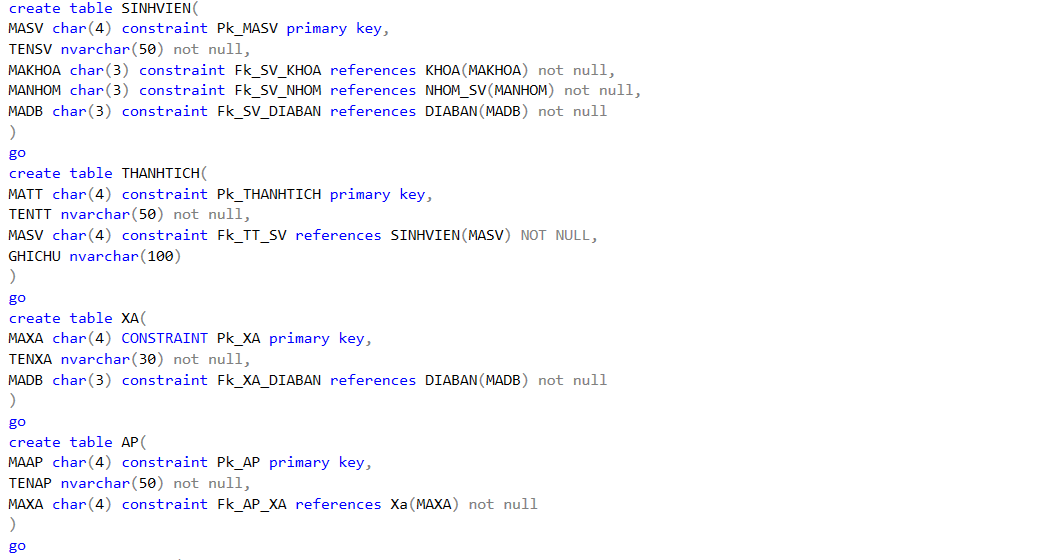 create table SINHVIEN(
MASV char(4) constraint Pk_MASV primary key,
TENSV nvarchar(50) not null,
MAKHOA char(3) constraint Fk_SV_KHOA references KHOA(MAKHOA) not null,
MANHOM char(3) constraint Fk_SV_NHOM references NHOM_SV(MANHOM) not null,
MADB char(3) constraint Fk_SV_DIABAN references DIABAN(MADB) not null
)
go
create table THANHTICH(
MATT char(4) constraint Pk_THANHTICH primary key,
TENTT nvarchar(50) not null,
MASV char(4) constraint Fk_TT_SV references SINHVIEN(MASV) NOT NULL,
GHICHU nvarchar(100)
)
go
create table XA(
MAXA char(4) CONSTRAINT Pk_XA primary key,
TENXA nvarchar(30) not null,
MADB char(3) constraint Fk_XA_DIABAN references DIABAN(MADB) not null
)
go
create table AP(
MAAP char(4) constraint Pk_AP primary key,
TENAP nvarchar(50) not null,
MAXA char(4) constraint Fk_AP_XA references Xa(MAXA) not null
)
go